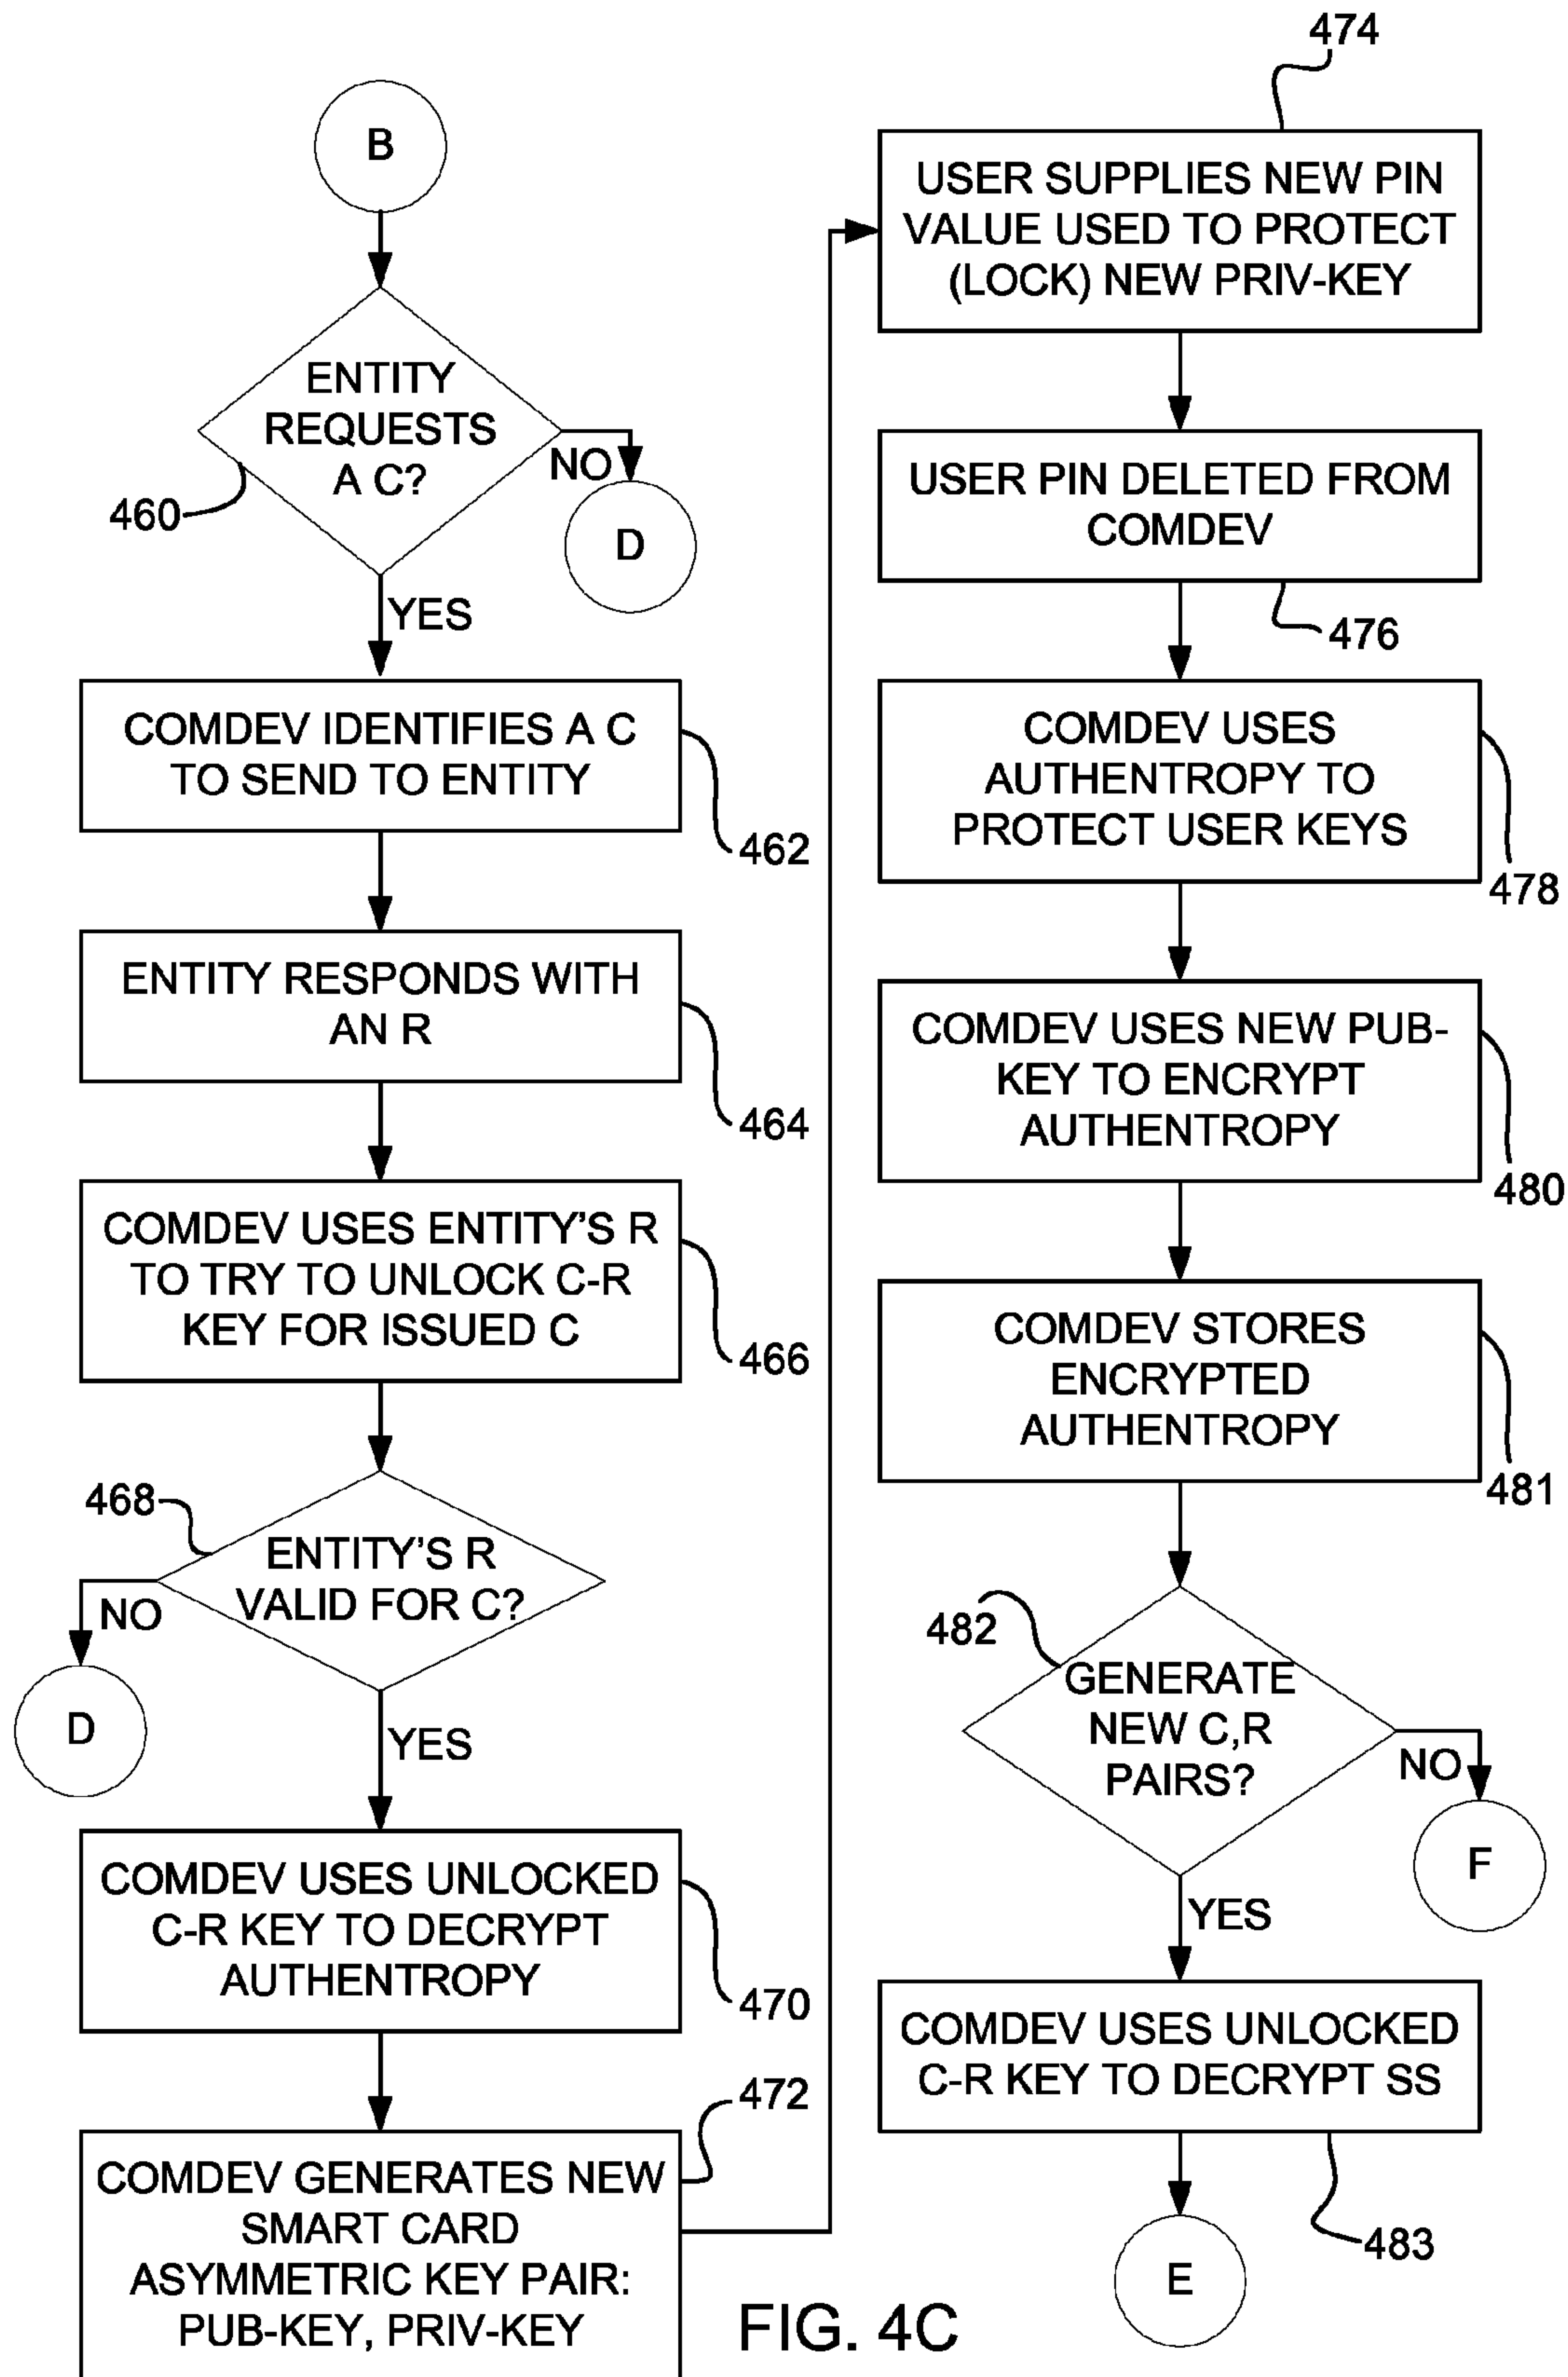 B
ENTITY
REQUESTS
A C?
460
NO
D
YES
COMDEV IDENTIFIES A C
TO SEND TO ENTITY
462
ENTITY RESPONDS WITH
AN R
464
COMDEV USES ENTITY'S R
TO TRY TO UNLOCK C-R
KEY FOR ISSUED C
466
468
ENTITY'S R
VALID FOR C?
NO
D
YES
COMDEV USES UNLOCKED
C-R KEY TO DECRYPT
AUTHENTROPY
470
472
COMDEV GENERATES NEW
SMART CARD
ASYMMETRIC KEY PAIR:
PUB-KEY, PRIV-KEY
474
USER SUPPLIES NEW PIN
VALUE USED TO PROTECT
(LOCK) NEW PRIV-KEY
USER PIN DELETED FROM
COMDEV
476
COMDEV USES
AUTHENTROPY TO
PROTECT USER KEYS
478
COMDEV USES NEW PUB-
KEY TO ENCRYPT
AUTHENTROPY
480
COMDEV STORES
ENCRYPTED
AUTHENTROPY
481
482
GENERATE
NEW C,R
PAIRS?
NO
F
YES
COMDEV USES UNLOCKED
C-R KEY TO DECRYPT SS
483
E
FIG. 4C